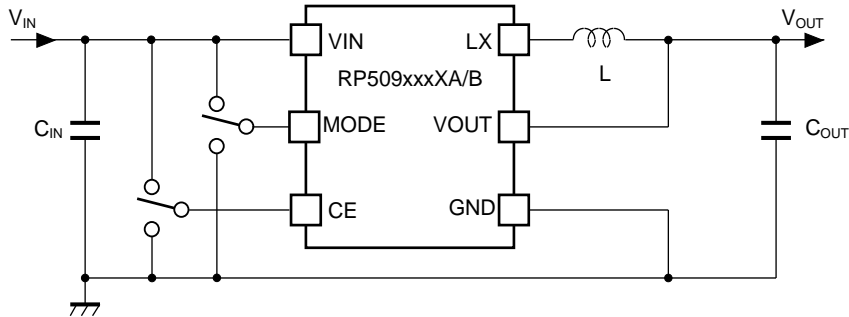 VIN
VOUT
VIN
LX
RP509xxxXA/B
L
CIN
MODE
VOUT
COUT
CE
GND